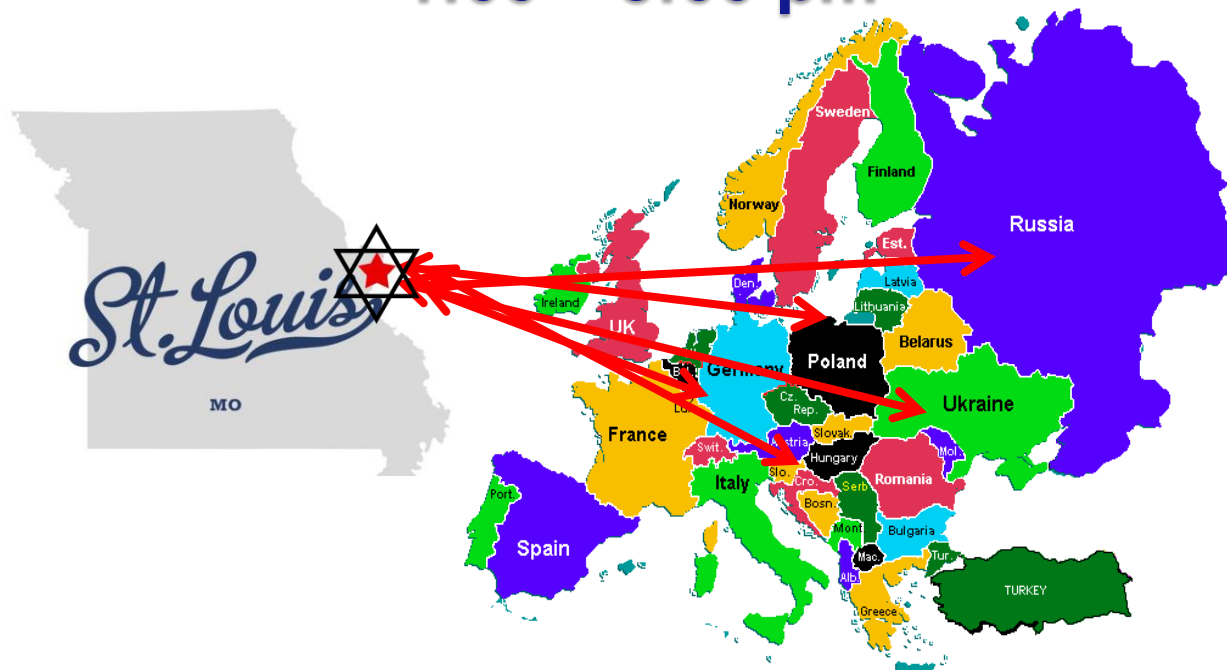 St. Louis
MO
Sweden
Finland
Norway
Russia
Est.
Den.
Latvia
Ireland
Lithuania
UK
Belarus
Poland
Germany
Cz.
Rep.
Ukraine
France
Slovak.
Austria
Swit.
Hungary
Mol.
Slo.
Italy
Cro.
Serb
Romania
Port.
Bosn.
Mont
Bulgaria
Spain
Mac.
Tur.
Alb.
TURKEY
Greece